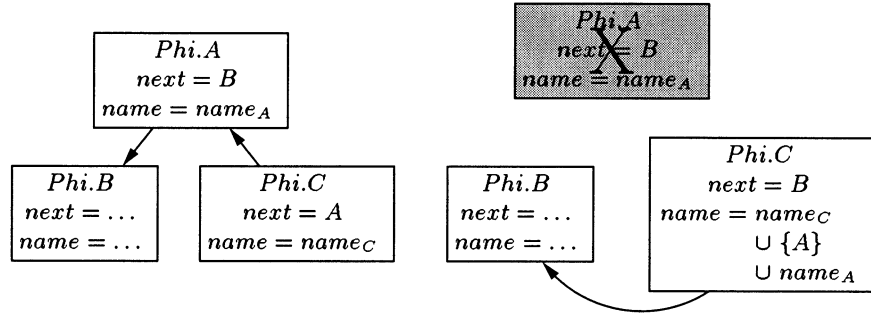 Phi.A
next = B
name = name_A
Phi.B
next = ...
name = ...
Phi.C
next = A
name = name_C
Phi.A
next = B
name = name_A
Phi.B
next = ...
name = ...
Phi.C
next = B
name = name_C
∪ {A}
∪ name_A